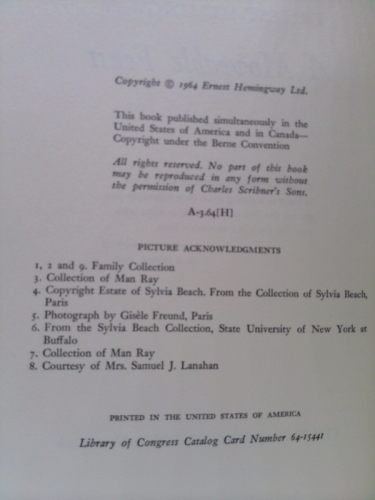 Copyright © 1964 Ernest Hemingway Ltd.
This book published simultaneously in the
United States of America and in Canada—
Copyright under the Berne Convention
All rights reserved. No part of this book
may be reproduced in any form without
the permission of Charles Scribner's Sons.
A-3.64[H]
PICTURE ACKNOWLEDGMENTS
1, 2 and 9. Family Collection
3. Collection of Man Ray
4. Copyright Estate of Sylvia Beach. From the Collection of Sylvia Beach,
Paris
5. Photograph by Gisèle Freund, Paris
6. From the Sylvia Beach Collection, State University of New York at
Buffalo
7. Collection of Man Ray
8. Courtesy of Mrs. Samuel J. Lanahan
PRINTED IN THE UNITED STATES OF AMERICA
Library of Congress Catalog Card Number 64-15441